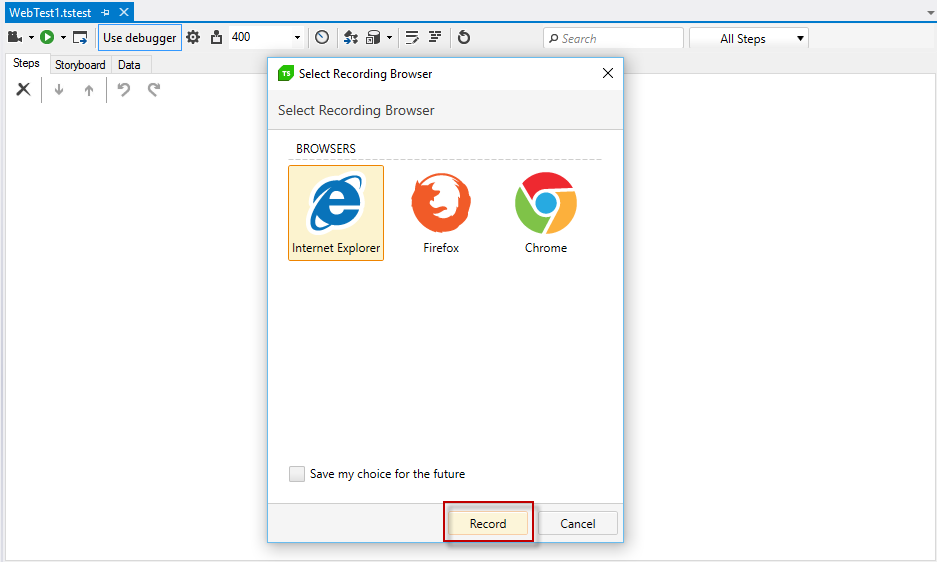 WebTest1.tstest
Use debugger
400
Search
All Steps
Steps
Storyboard
Data
TS
Select Recording Browser
Select Recording Browser
BROWSERS
Internet Explorer
Firefox
Chrome
Save my choice for the future
Record
Cancel